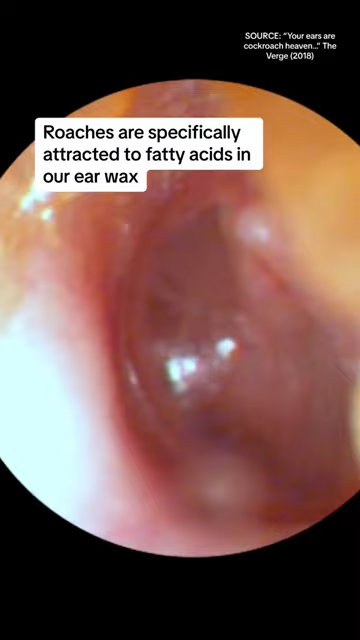 SOURCE: “Your ears are
cockroach heaven...” The
Verge (2018)
Roaches are specifically
attracted to fatty acids in
our ear wax